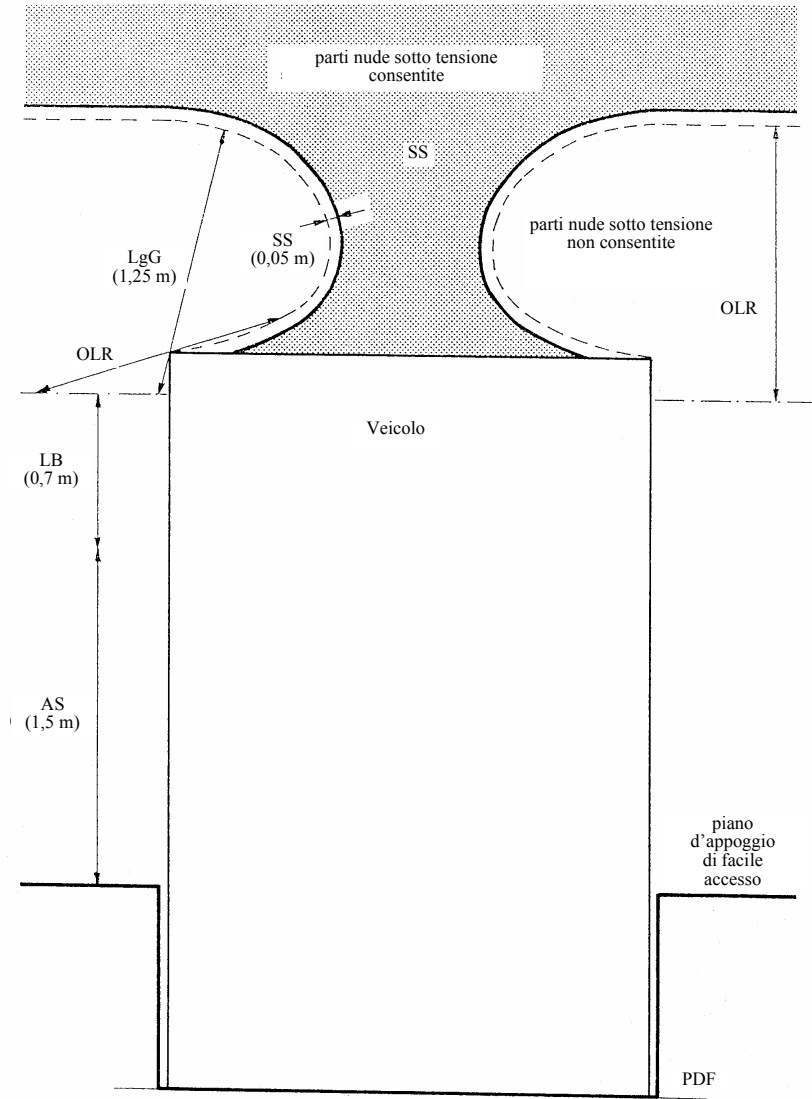 parti nude sotto tensione
consentite
SS
SS
(0,05 m)
parti nude sotto tensione
non consentite
LgG
(1,25 m)
OLR
OLR
Veicolo
LB
(0,7 m)
AS
(1,5 m)
piano
d’appoggio
di facile
accesso
PDF